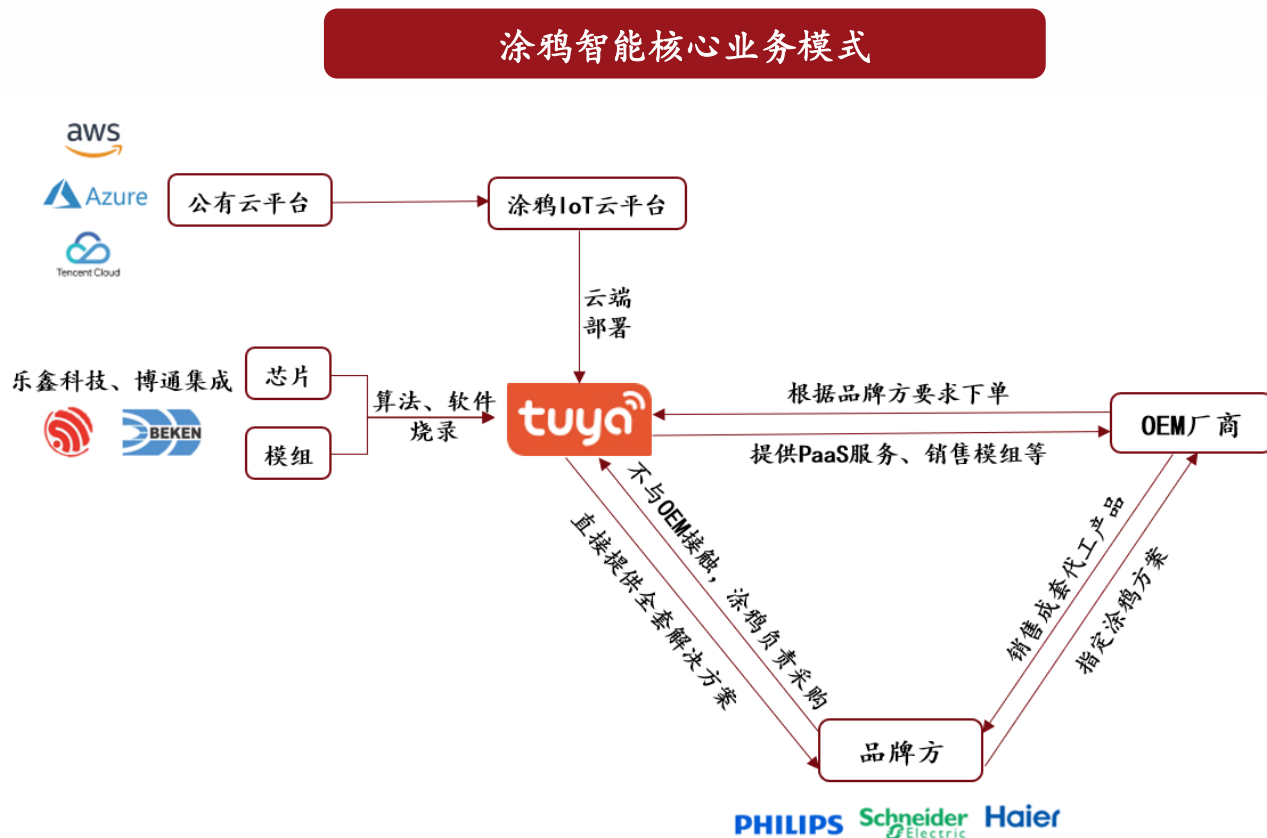 涂鸦智能核心业务模式
aws
Azure
Tencent Cloud
公有云平台
涂鸦IoT云平台
云端
部署
乐鑫科技、博通集成
BEKEN
芯片
模组
算法、软件
烧录
tuya
根据品牌方要求下单
提供PaaS服务、销售模组等
OEM厂商
不与OEM接触，涂鸦负责采购
直接提供全套解决方案
销售成套代工产品
指定涂鸦方案
品牌方
PHILIPS
Schneider
Electric
Haier